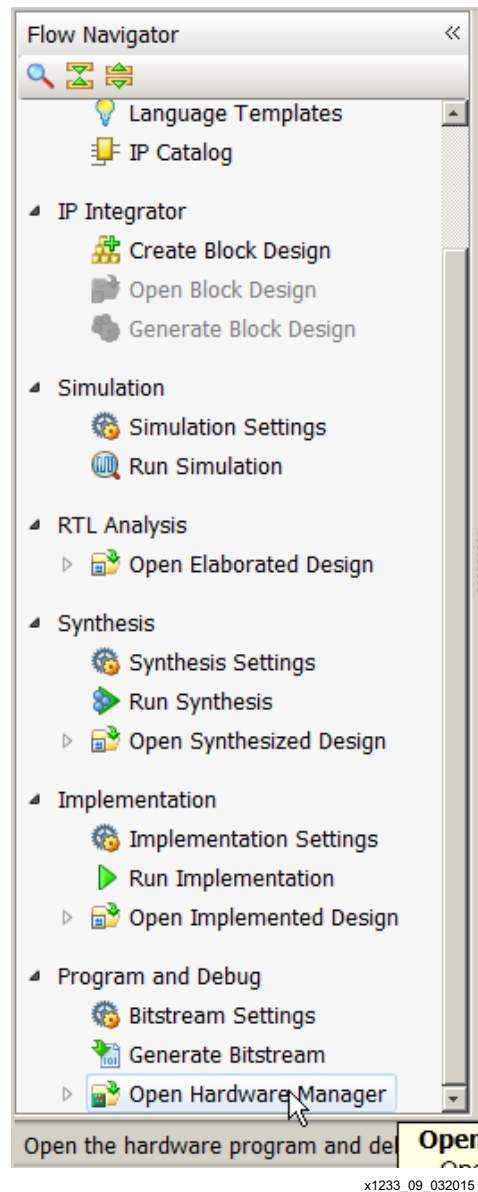 Flow Navigator
Language Templates
IP Catalog
IP Integrator
Create Block Design
Open Block Design
Generate Block Design
Simulation
Simulation Settings
Run Simulation
RTL Analysis
Open Elaborated Design
Synthesis
Synthesis Settings
Run Synthesis
Open Synthesized Design
Implementation
Implementation Settings
Run Implementation
Open Implemented Design
Program and Debug
Bitstream Settings
Generate Bitstream
Open Hardware Manager
Open the hardware program and
Open
x1233_09_032015